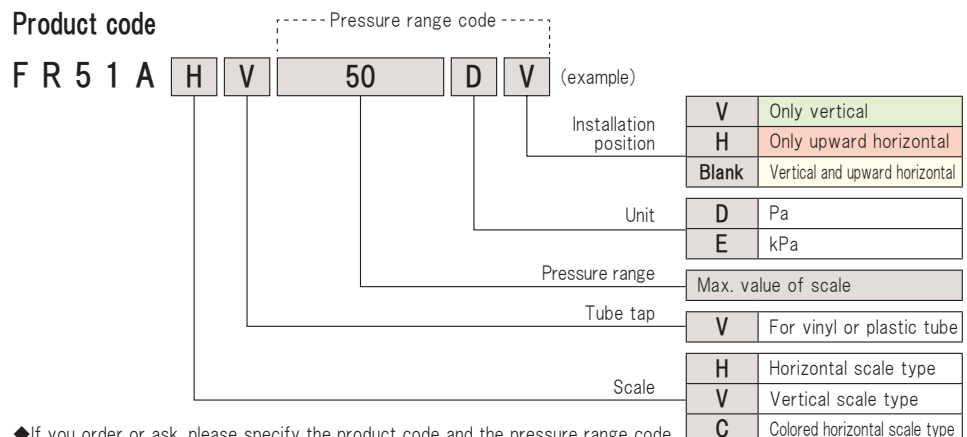 Product code
Pressure range code
FR51A H V 50 D V (example)
Installation
position
V Only vertical
H Only upward horizontal
Blank Vertical and upward horizontal
Unit
D Pa
E kPa
Pressure range
Max. value of scale
Tube tap
V For vinyl or plastic tube
Scale
H Horizontal scale type
V Vertical scale type
C Colored horizontal scale type
◆If you order or ask, please specify the product code and the pressure range code